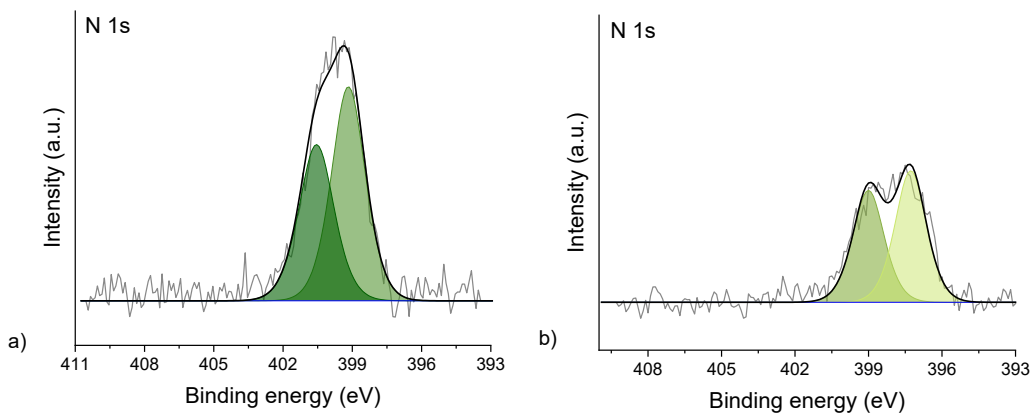 N 1s
Intensity (a.u.)
a)
411 408 405 402 399 396 393
Binding energy (eV)
N 1s
Intensity (a.u.)
b)
408 405 402 399 396 393
Binding energy (eV)